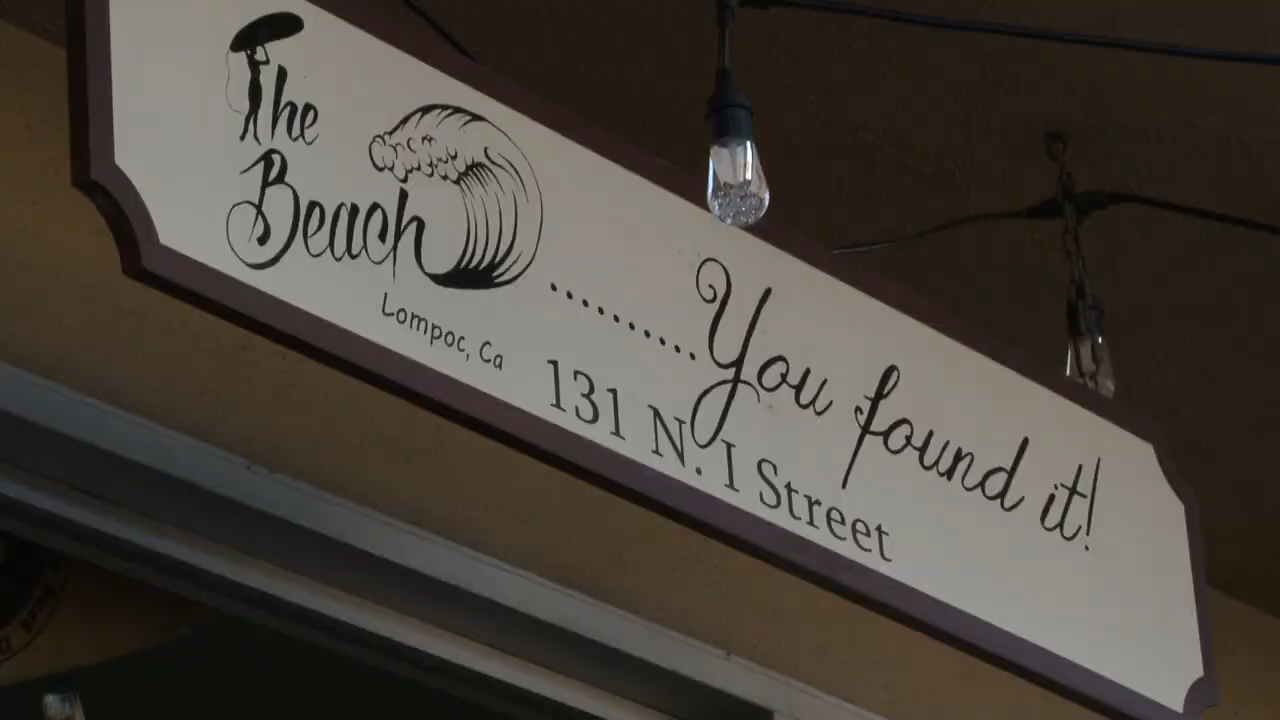 The
Beach
.........You found it!
Lompoc, Ca
131 N. I Street